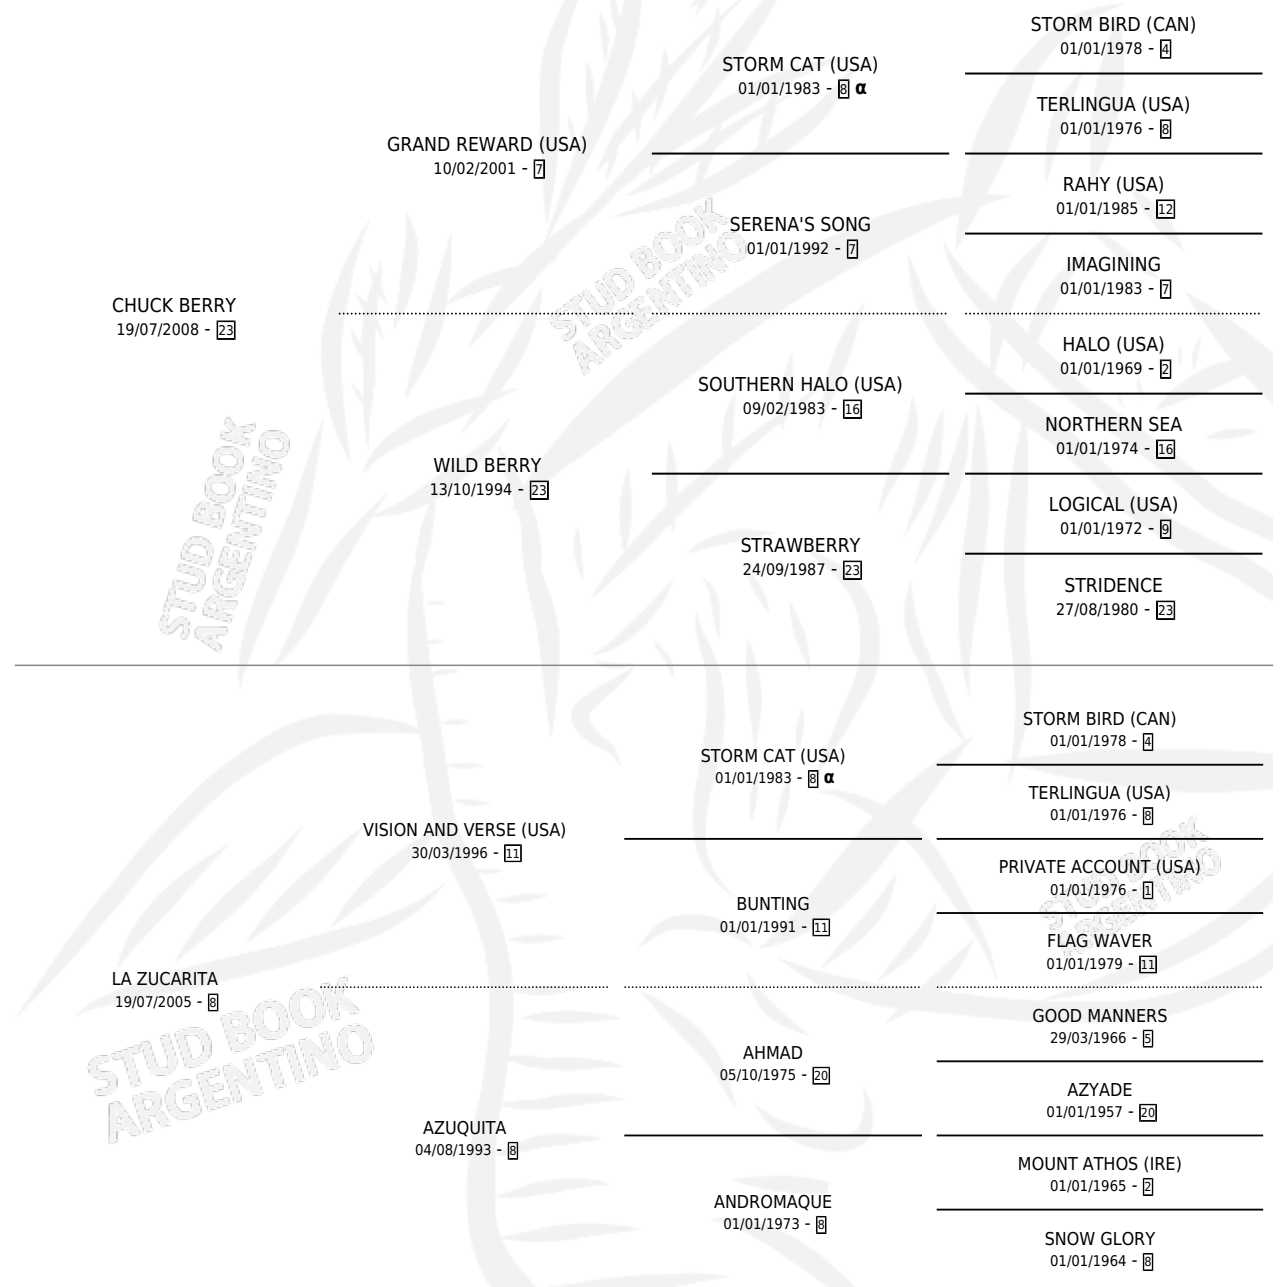 STORM BIRD (CAN)
01/01/1978 - 4
STORM CAT (USA)
01/01/1983 - 8 α
TERLINGUA (USA)
01/01/1976 - 8
GRAND REWARD (USA)
10/02/2001 - 7
RAHY (USA)
01/01/1985 - 12
SERENA'S SONG
01/01/1992 - 7
IMAGINING
01/01/1983 - 7
CHUCK BERRY
19/07/2008 - 23
HALO (USA)
01/01/1969 - 2
SOUTHERN HALO (USA)
09/02/1983 - 16
NORTHERN SEA
01/01/1974 - 16
WILD BERRY
13/10/1994 - 23
LOGICAL (USA)
01/01/1972 - 9
STRAWBERRY
24/09/1987 - 23
STRIDENCE
27/08/1980 - 23
STORM BIRD (CAN)
01/01/1978 - 4
STORM CAT (USA)
01/01/1983 - 8 α
TERLINGUA (USA)
01/01/1976 - 8
VISION AND VERSE (USA)
30/03/1996 - 11
PRIVATE ACCOUNT (USA)
01/01/1976 - 1
BUNTING
01/01/1991 - 11
FLAG WAVER
01/01/1979 - 11
LA ZUCARITA
19/07/2005 - 8
GOOD MANNERS
29/03/1966 - 5
AHMAD
05/10/1975 - 20
AZYADE
01/01/1957 - 20
AZUQUITA
04/08/1993 - 8
MOUNT ATHOS (IRE)
01/01/1965 - 2
ANDROMAQUE
01/01/1973 - 8
SNOW GLORY
01/01/1964 - 8
STUD BOOK
ARGENTINO
STUD BOOK
ARGENTINO
STUD BOOK
ARGENTINO
STUD BOOK
ARGENTINO